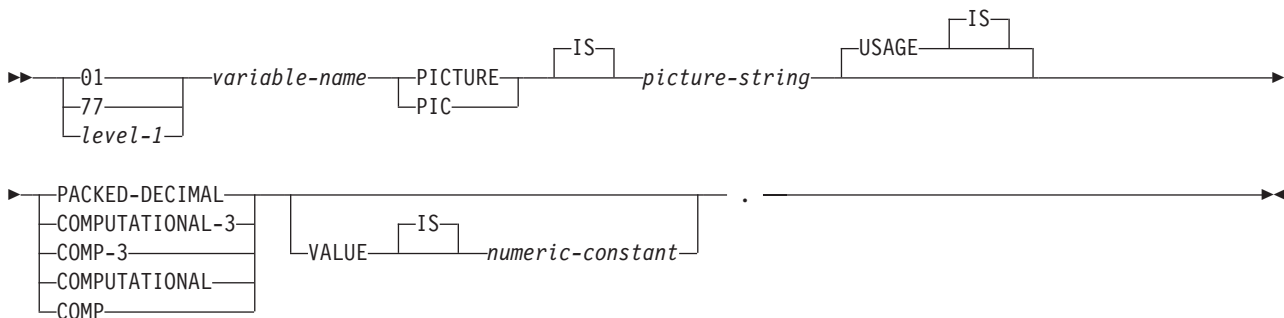 IS
IS
USAGE
01 variable-name PICTURE picture-string
77 PIC
level-1
PACKED-DECIMAL .
COMPUTATIONAL-3 IS
COMP-3 VALUE numeric-constant
COMPUTATIONAL
COMP